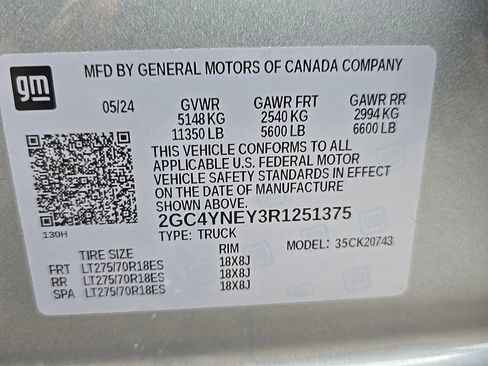 gm
MFD BY GENERAL MOTORS OF CANADA COMPANY
05/24 GVWR GAWR FRT GAWR RR
5148 KG 2540 KG 2994 KG
11350 LB 5600 LB 6600 LB
THIS VEHICLE CONFORMS TO ALL
APPLICABLE U.S. FEDERAL MOTOR
VEHICLE SAFETY STANDARDS IN EFFECT
ON THE DATE OF MANUFACTURE
SHOWN ABOVE.
2GC4YNEY3R1251375
130H
TYPE: TRUCK MODEL: 35CK20743
TIRE SIZE RIM
FRT LT275/70R18ES 18X8J
RR LT275/70R18ES 18X8J
SPA LT275/70R18ES 18X8J